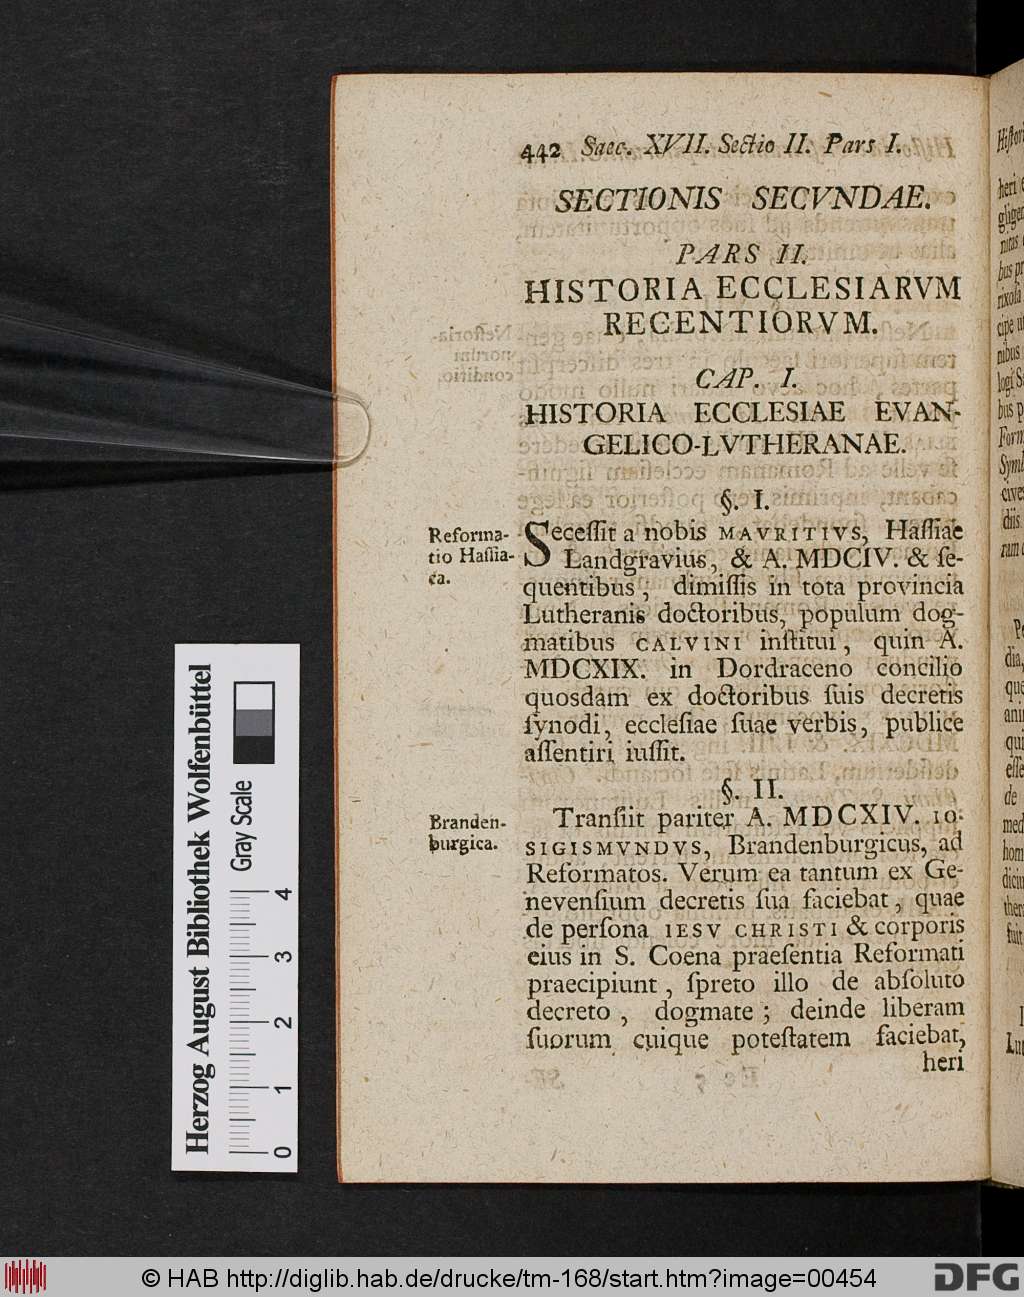 442 Saec. XVII. Sectio II. Pars I.
SECTIONIS SECVNDAE.
PARS II.
HISTORIA ECCLESIARVM
RECENTIORVM.
CAP. I.
HISTORIA ECCLESIAE EVAN-
GELICO-LVTHERANAE.
§. I.
Reforma-
tio Haſſia-
ca.
Seceſſit a nobis MAVRITIVS, Haſſiae
Landgravius, & A. MDCIV. & ſe-
quentibus; dimiſſis in tota provincia
Lutheranis doctoribus, populum dog-
matibus CALVINI inſtitui, quin A.
MDCXIX. in Dordraceno concilio
quosdam ex doctoribus ſuis decretis
ſynodi, eccleſiae ſuae verbis, publice
aſſentiri iuſſit.
§. II.
Branden-
burgica.
Tranſiit pariter A. MDCXIV. IO.
SIGISMVNDVS, Brandenburgicus, ad
Reformatos. Verum ea tantum ex Ge-
nevenſium decretis ſua faciebat, quae
de perſona IESV CHRISTI & corporis
eius in S. Coena praeſentia Reformati
praecipiunt, ſpreto illo de abſoluto
decreto, dogmate; deinde liberam
ſuorum cuique poteſtatem faciebat,
heri
Herzog August Bibliothek Wolfenbüttel
Gray Scale
0 1 2 3 4
© HAB http://diglib.hab.de/drucke/tm-168/start.htm?image=00454
DFG